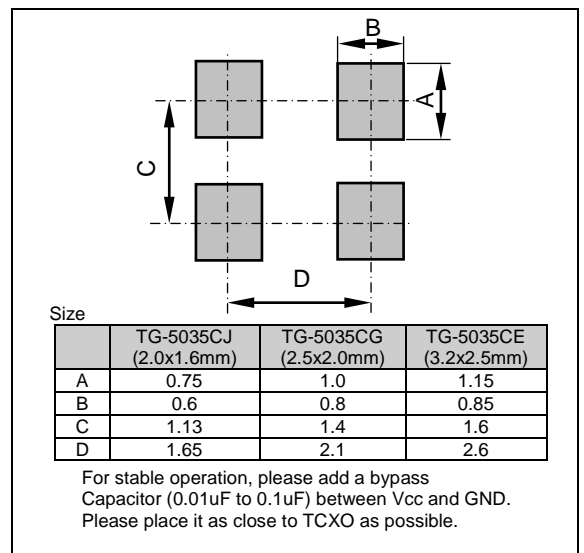 B
A
C
D
Size
TG-5035CJ TG-5035CG TG-5035CE
(2.0x1.6mm) (2.5x2.0mm) (3.2x2.5mm)
A 0.75 1.0 1.15
B 0.6 0.8 0.85
C 1.13 1.4 1.6
D 1.65 2.1 2.6
For stable operation, please add a bypass
Capacitor (0.01uF to 0.1uF) between Vcc and GND.
Please place it as close to TCXO as possible.